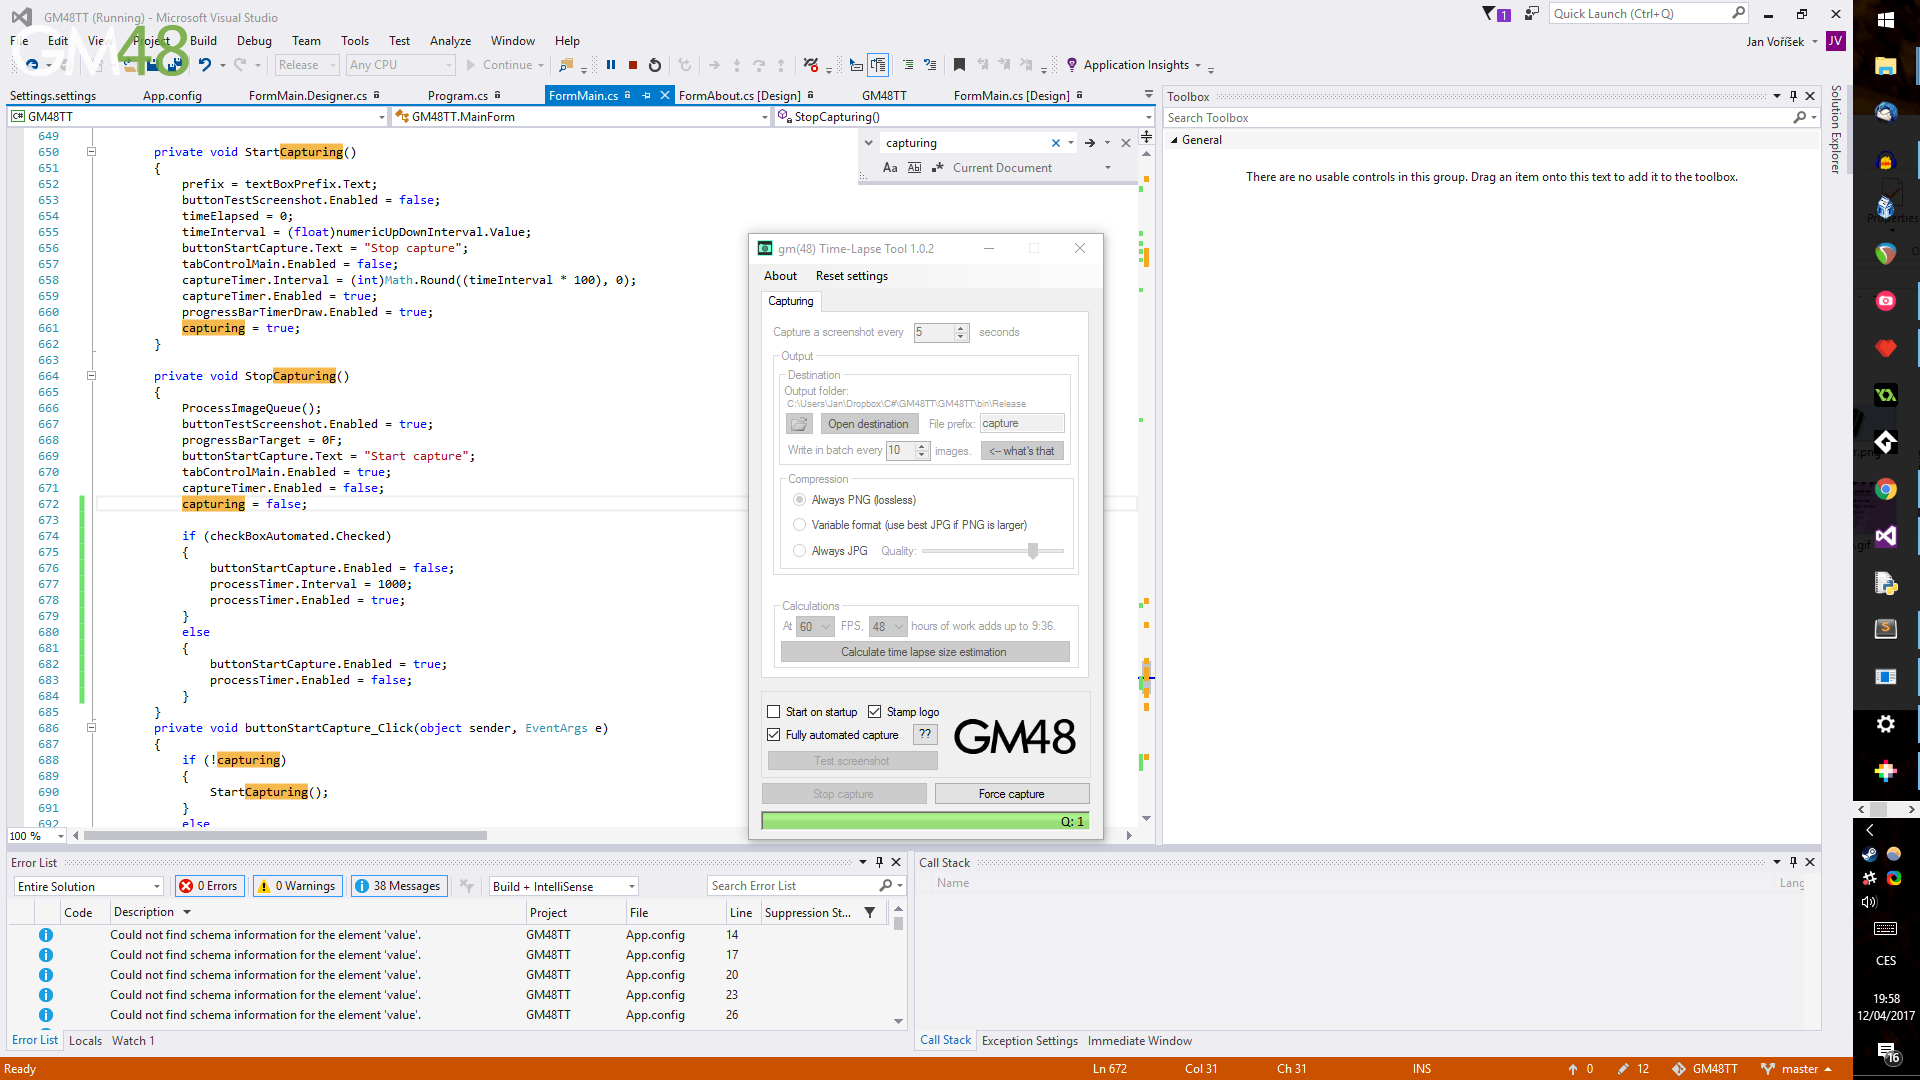 GM48TT (Running) - Microsoft Visual Studio
1
Quick Launch (Ctrl+Q)
File Edit View Project Build Debug Team Tools Test Analyze Window Help
Jan Voříšek JV
GM48
Release Any CPU Continue Application Insights
Settings.settings App.config FormMain.Designer.cs Program.cs FormMain.cs FormAbout.cs [Design] GM48TT FormMain.cs [Design]
GM48TT GM48TT.MainForm StopCapturing()
649
650 private void StartCapturing()
651 {
652 prefix = textBoxPrefix.Text;
653 buttonTestScreenshot.Enabled = false;
654 timeElapsed = 0;
655 timeInterval = (float)numericUpDownInterval.Value;
656 buttonStartCapture.Text = "Stop capture";
657 tabControlMain.Enabled = false;
658 captureTimer.Interval = (int)Math.Round((timeInterval * 100), 0);
659 captureTimer.Enabled = true;
660 progressBarTimerDraw.Enabled = true;
661 capturing = true;
662 }
663
664 private void StopCapturing()
665 {
666 ProcessImageQueue();
667 buttonTestScreenshot.Enabled = true;
668 progressBarTarget = 0F;
669 buttonStartCapture.Text = "Start capture";
670 tabControlMain.Enabled = true;
671 captureTimer.Enabled = false;
672 capturing = false;
673
674 if (checkBoxAutomated.Checked)
675 {
676 buttonStartCapture.Enabled = false;
677 processTimer.Interval = 1000;
678 processTimer.Enabled = true;
679 }
680 else
681 {
682 buttonStartCapture.Enabled = true;
683 processTimer.Enabled = false;
684 }
685 }
686 private void buttonStartCapture_Click(object sender, EventArgs e)
687 {
688 if (!capturing)
689 {
690 StartCapturing();
691 }
692 else
100 %
capturing
Aa Ab Current Document
gm(48) Time-Lapse Tool 1.0.2
About Reset settings
Capturing
Capture a screenshot every 5 seconds
Output
Destination
Output folder:
C:\Users\Jan\Dropbox\C#\GM48TT\GM48TT\bin\Release
Open destination File prefix: capture
Write in batch every 10 images. <-- what's that
Compression
Always PNG (lossless)
Variable format (use best JPG if PNG is larger)
Always JPG Quality:
Calculations
At 60 FPS, 48 hours of work adds up to 9:36.
Calculate time lapse size estimation
Start on startup Stamp logo
Fully automated capture ??
GM48
Test screenshot
Stop capture Force capture
Q: 1
Toolbox
Search Toolbox
General
There are no usable controls in this group. Drag an item onto this text to add it to the toolbox.
Solution Explorer
Properties
Error List
Entire Solution 0 Errors 0 Warnings 38 Messages Build + IntelliSense Search Error List
Code Description Project File Line Suppression St...
Could not find schema information for the element 'value'. GM48TT App.config 14
Could not find schema information for the element 'value'. GM48TT App.config 17
Could not find schema information for the element 'value'. GM48TT App.config 20
Could not find schema information for the element 'value'. GM48TT App.config 23
Could not find schema information for the element 'value'. GM48TT App.config 26
Error List Locals Watch 1
Call Stack
Name Lang
Call Stack Exception Settings Immediate Window
Ready Ln 672 Col 31 Ch 31 INS 0 12 GM48TT master
CES
19:58
12/04/2017
16